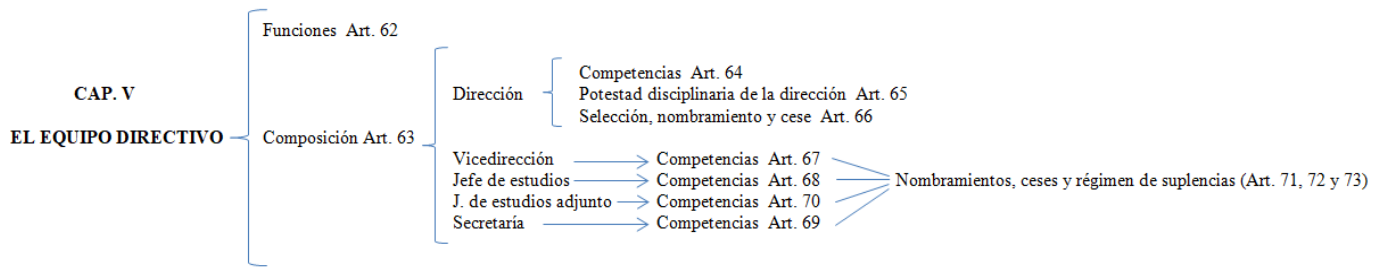 CAP. V
EL EQUIPO DIRECTIVO
Funciones Art. 62
Composición Art. 63
Dirección
Competencias Art. 64
Potestad disciplinaria de la dirección Art. 65
Selección, nombramiento y cese Art. 66
Vicedirección
Competencias Art. 67
Jefe de estudios
Competencias Art. 68
J. de estudios adjunto
Competencias Art. 70
Secretaría
Competencias Art. 69
Nombramientos, ceses y régimen de suplencias (Art. 71, 72 y 73)